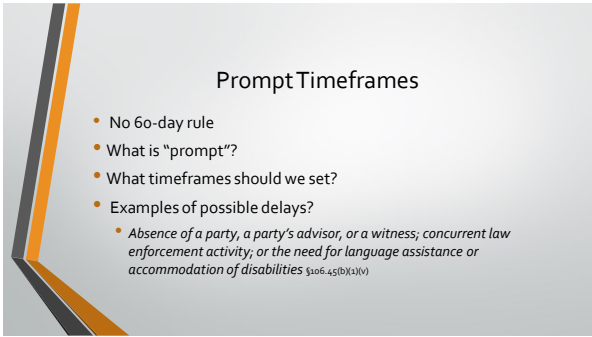 Prompt Timeframes
• No 60-day rule
• What is "prompt"?
• What timeframes should we set?
• Examples of possible delays?
• Absence of a party, a party's advisor, or a witness; concurrent law
enforcement activity; or the need for language assistance or
accommodation of disabilities §106.45(b)(1)(v)